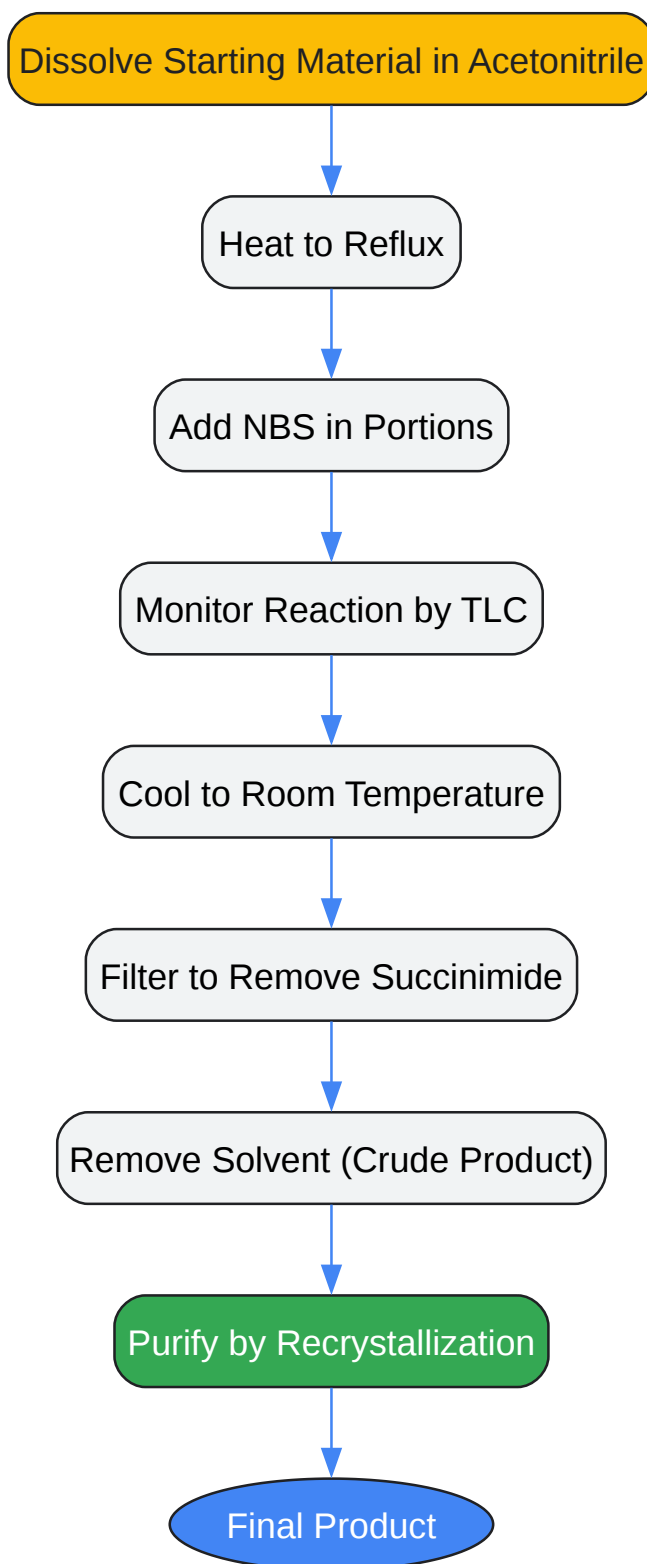 Dissolve Starting Material in Acetonitrile
Heat to Reflux
Add NBS in Portions
Monitor Reaction by TLC
Cool to Room Temperature
Filter to Remove Succinimide
Remove Solvent (Crude Product)
Purify by Recrystallization
Final Product